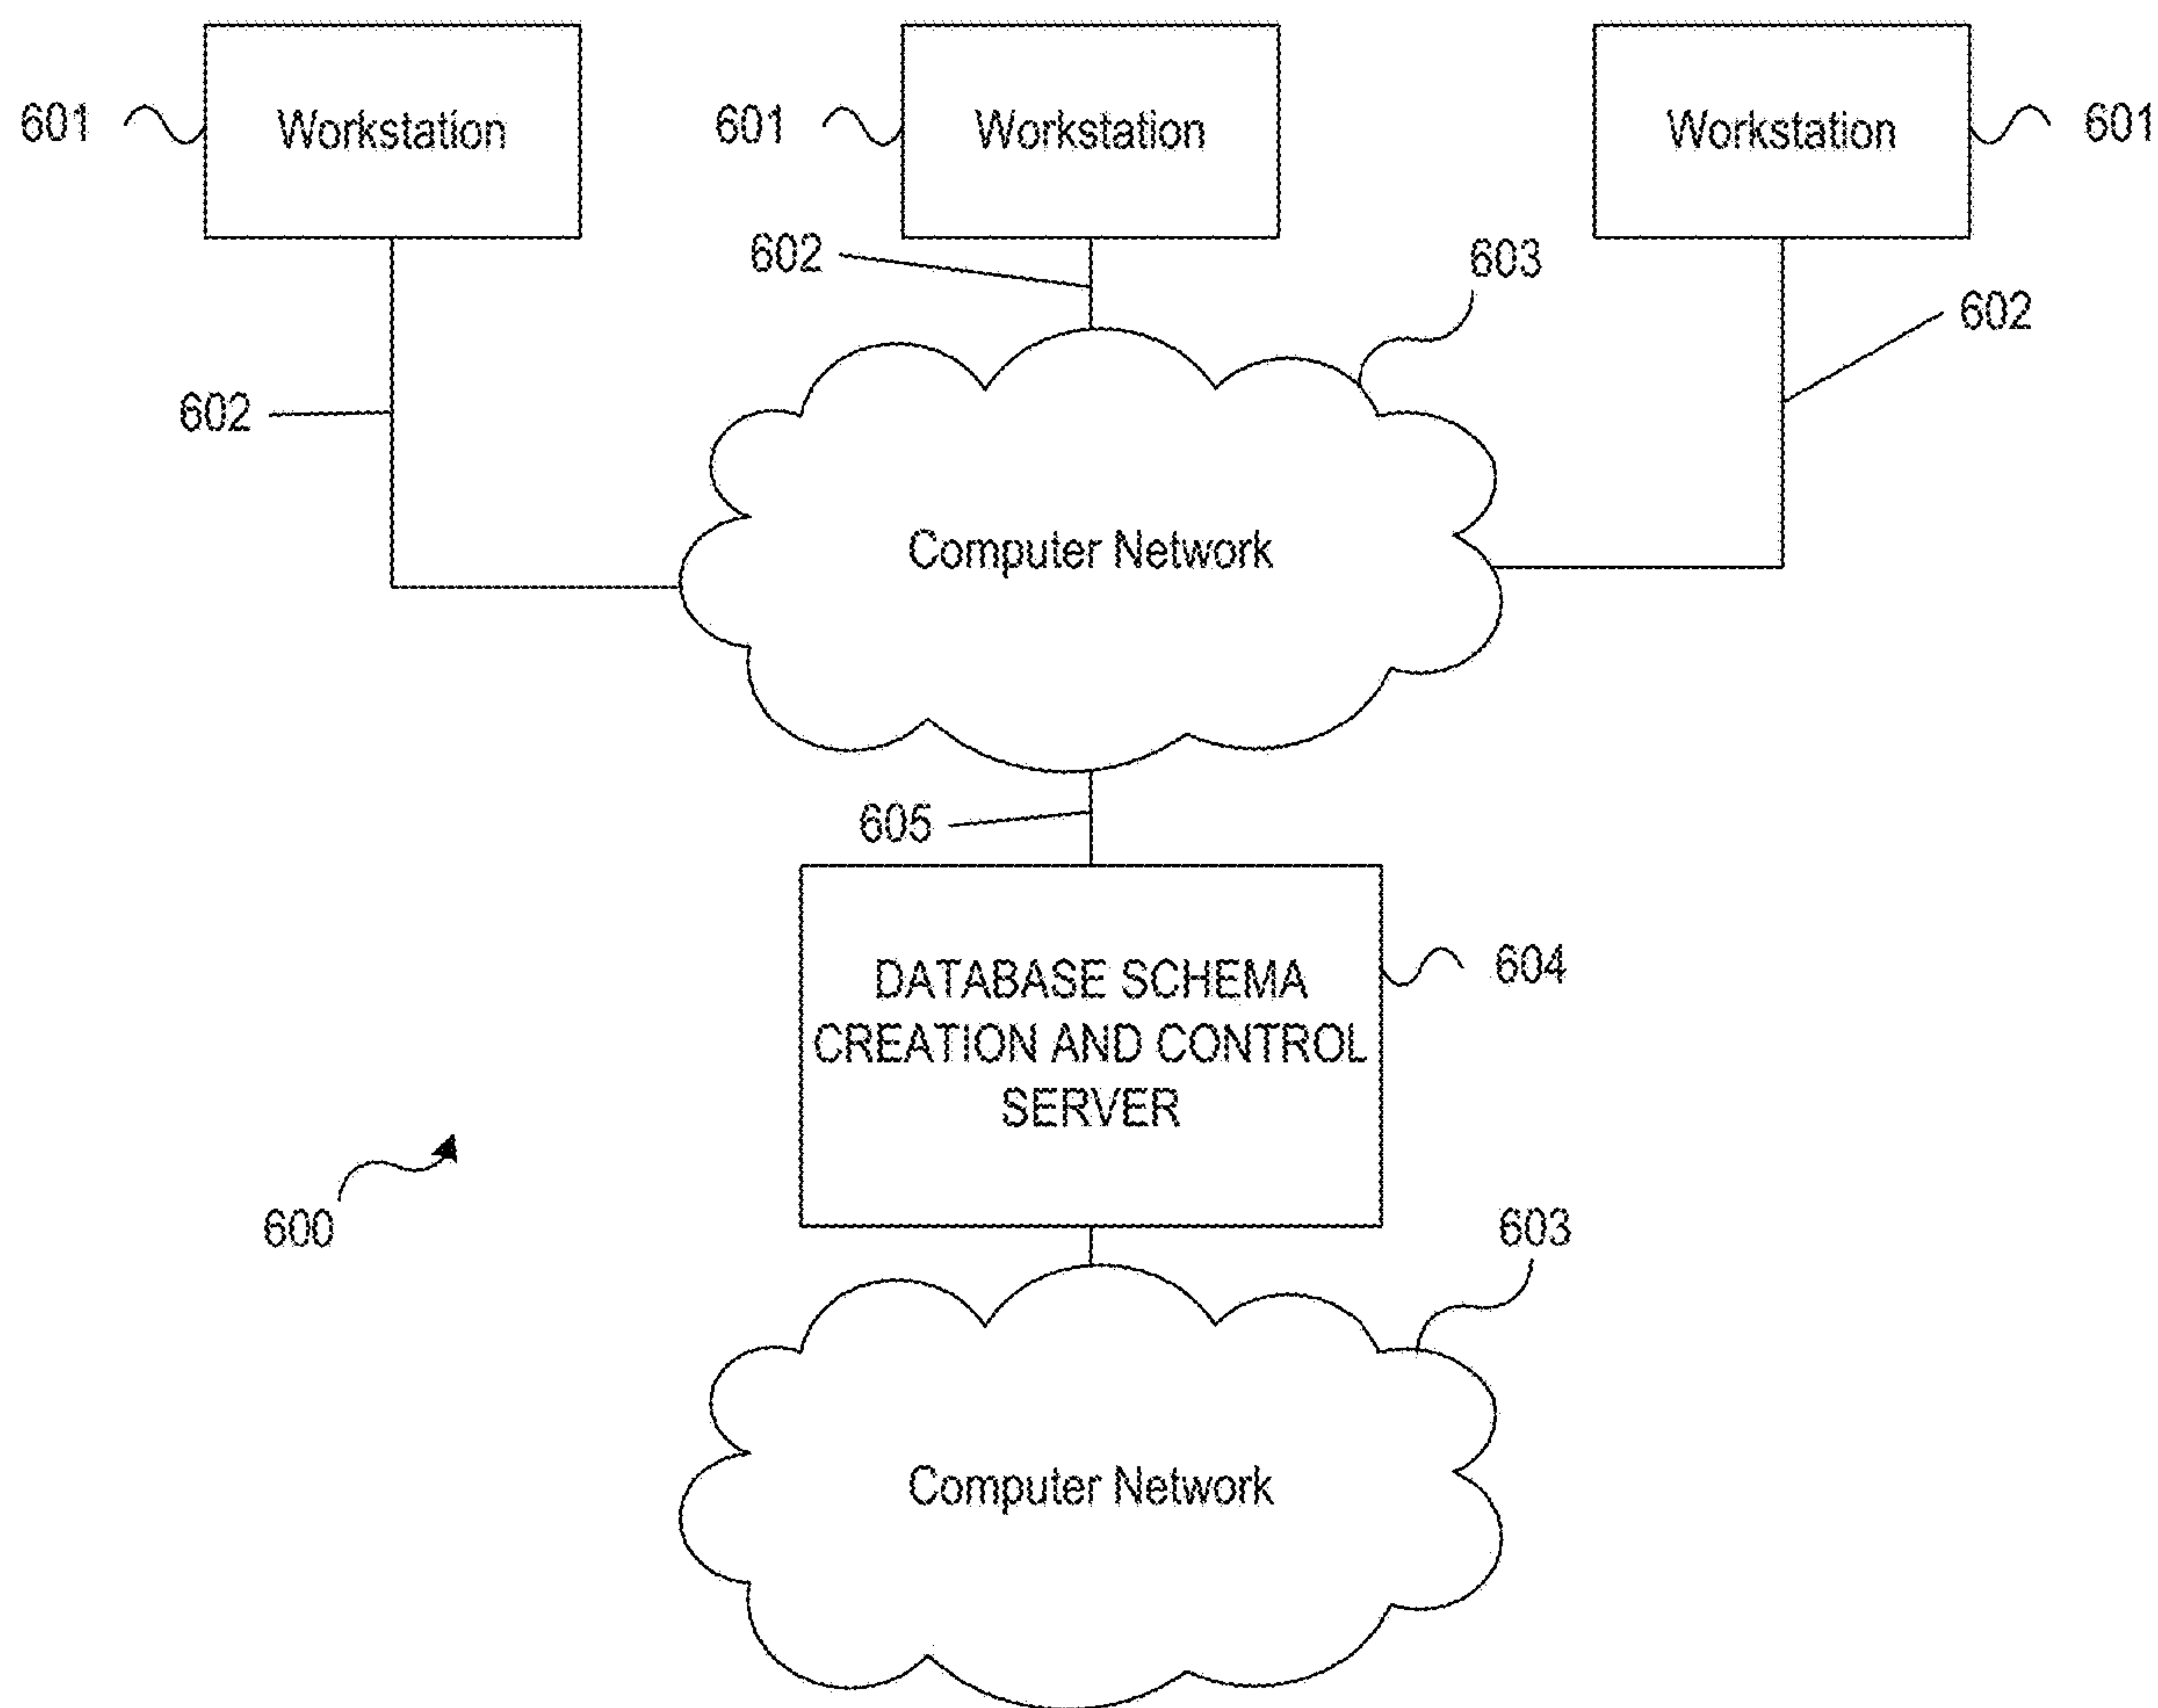 601
Workstation
601
Workstation
Workstation
601
602
603
602
602
Computer Network
605
DATABASE SCHEMA
CREATION AND CONTROL
SERVER
604
600
603
Computer Network